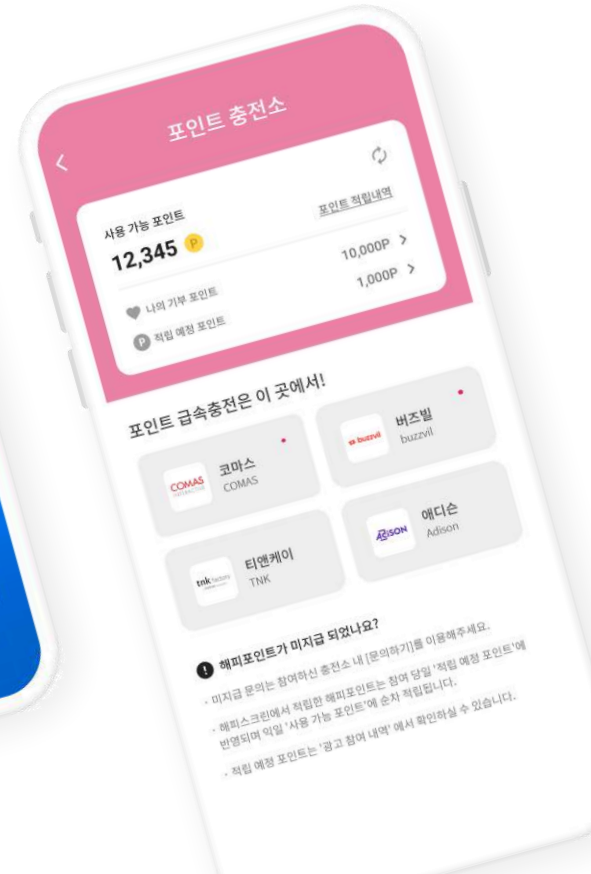 포인트 충전소
사용 가능 포인트
12,345 P
포인트 적립내역
나의 기부 포인트
10,000P
P 적립 예정 포인트
1,000P
포인트 급속충전은 이 곳에서!
COMAS
코마스
COMAS
buzzvil
버즈빌
buzzvil
tnk factory
티앤케이
TNK
ADISON
애디슨
Adison
해피포인트가 미지급 되었나요?
· 미지급 문의는 참여하신 충전소 내 [문의하기]를 이용해주세요.
· 해피스크린에서 적립한 해피포인트는 참여 당일 '적립 예정 포인트'에
반영되며 익일 '사용 가능 포인트'에 순차 적립됩니다.
· 적립 예정 포인트는 '광고 참여 내역' 에서 확인하실 수 있습니다.